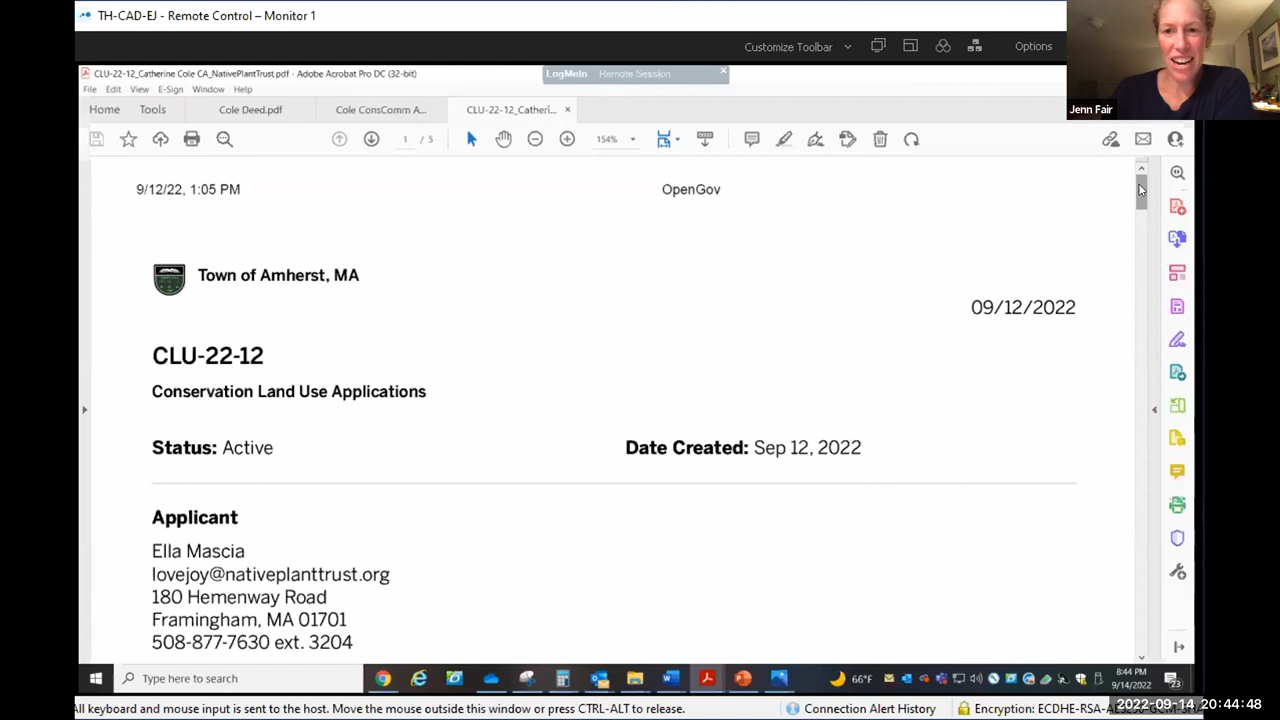 TH-CAD-EJ - Remote Control – Monitor 1
Customize Toolbar
Options
Jenn Fair
CLU-22-12_Catherine Cole CA_NativePlantTrust.pdf - Adobe Acrobat Pro DC (32-bit)
LogMeIn Remote Session
File Edit View E-Sign Window Help
Home Tools Cole Deed.pdf Cole ConsComm A... CLU-22-12_Catheri...
1 / 5
154%
9/12/22, 1:05 PM OpenGov
Town of Amherst, MA
09/12/2022
CLU-22-12
Conservation Land Use Applications
Status: Active Date Created: Sep 12, 2022
Applicant
Ella Mascia
lovejoy@nativeplanttrust.org
180 Hemenway Road
Framingham, MA 01701
508-877-7630 ext. 3204
Type here to search
66°F
8:44 PM
9/14/2022
23
All keyboard and mouse input is sent to the host. Move the mouse outside this window or press CTRL-ALT to release.
Connection Alert History
Encryption: ECDHE-RSA-
2022-09-14 20:44:48